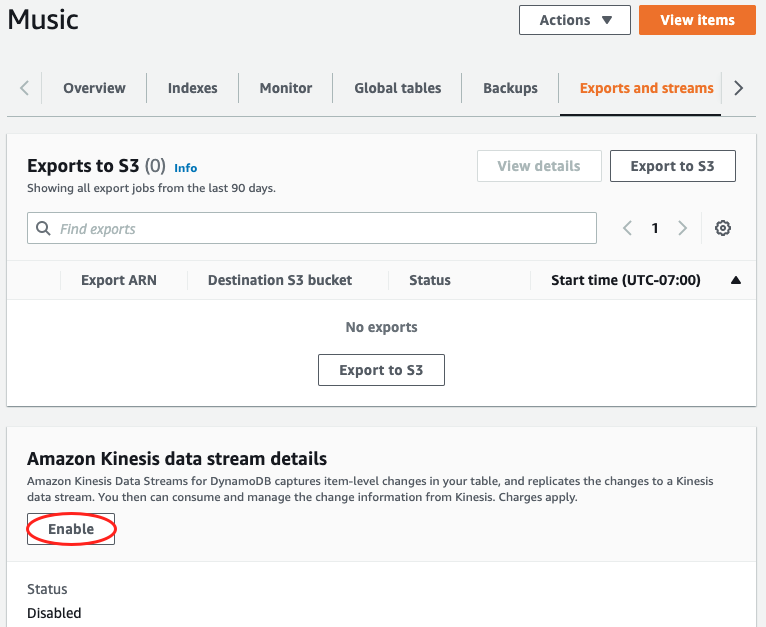 Music
Actions
View items
Overview
Indexes
Monitor
Global tables
Backups
Exports and streams
Exports to S3 (0) Info
View details
Export to S3
Showing all export jobs from the last 90 days.
Find exports
1
Export ARN
Destination S3 bucket
Status
Start time (UTC-07:00)
No exports
Export to S3
Amazon Kinesis data stream details
Amazon Kinesis Data Streams for DynamoDB captures item-level changes in your table, and replicates the changes to a Kinesis
data stream. You then can consume and manage the change information from Kinesis. Charges apply.
Enable
Status
Disabled